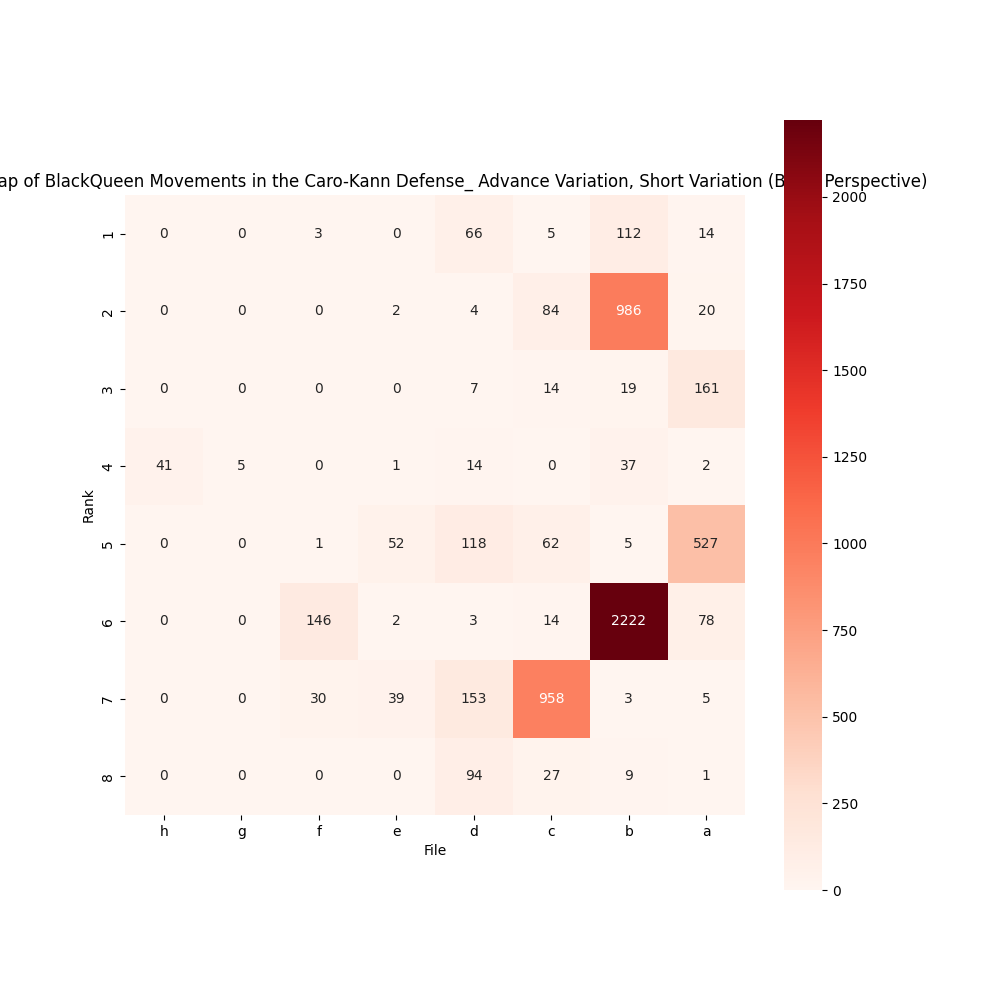 ap of BlackQueen Movements in the Caro-Kann Defense_ Advance Variation, Short Variation (B Perspective)
1 0 0 3 0 66 5 112 14
2 0 0 0 2 4 84 986 20
3 0 0 0 0 7 14 19 161
4 41 5 0 1 14 0 37 2
5 0 0 1 52 118 62 5 527
6 0 0 146 2 3 14 2222 78
7 0 0 30 39 153 958 3 5
8 0 0 0 0 94 27 9 1
h g f e d c b a
File
Rank
2000
1750
1500
1250
1000
750
500
250
0